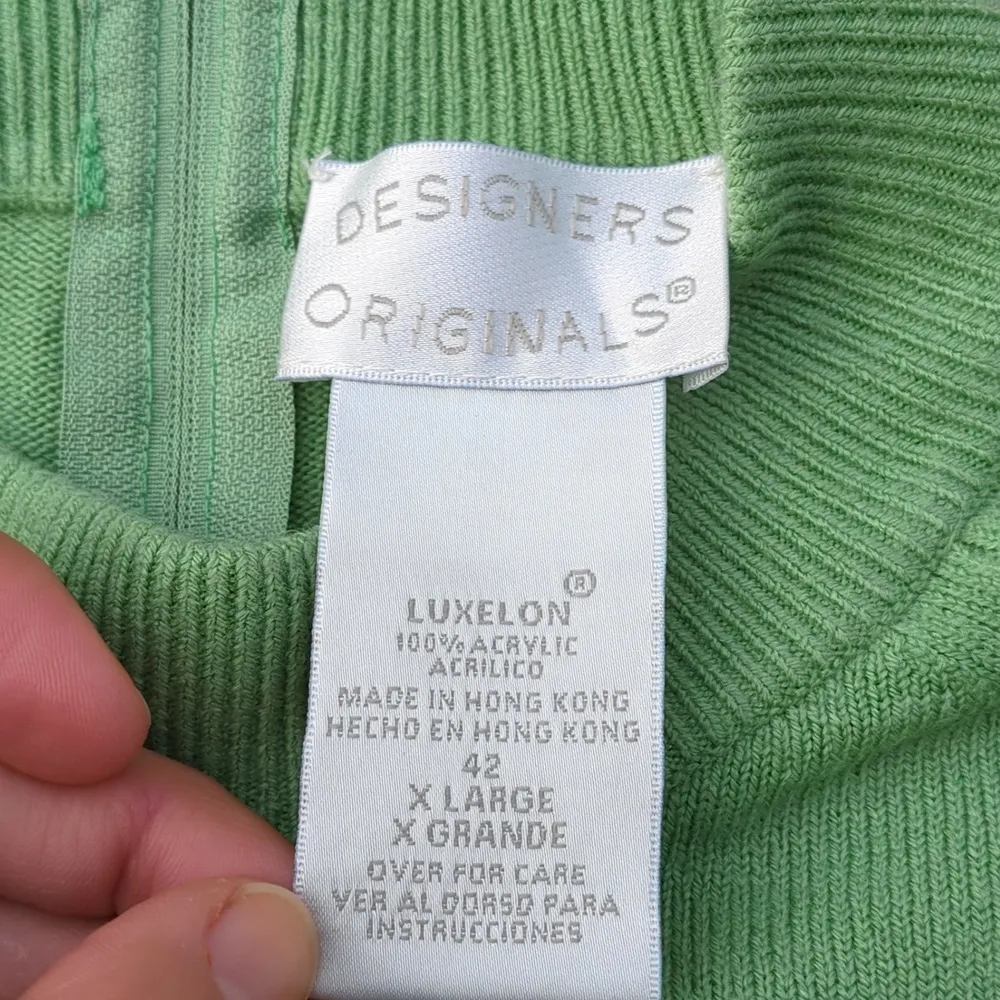 DESIGNERS
ORIGINALS®
LUXELON®
100% ACRYLIC
ACRILICO
MADE IN HONG KONG
HECHO EN HONG KONG
42
X LARGE
X GRANDE
OVER FOR CARE
VER AL DORSO PARA
INSTRUCCIONES